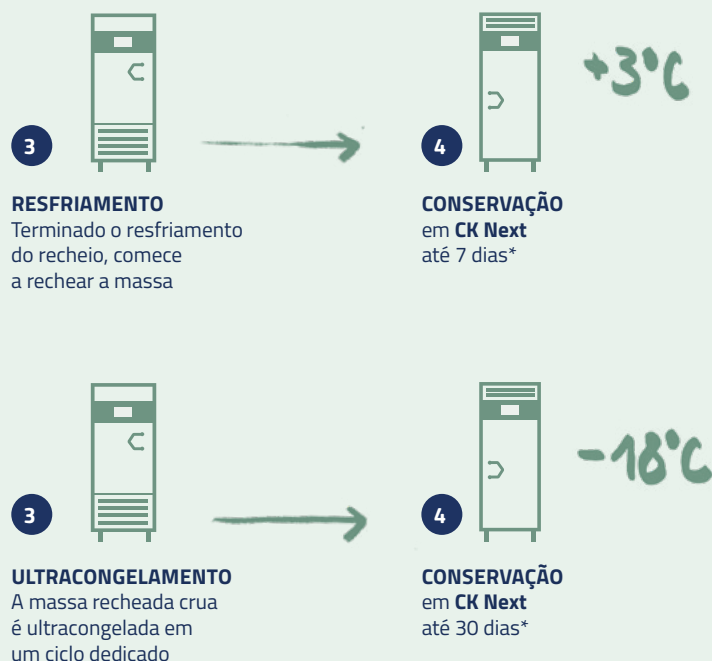 +3°C
3
4
RESFRIAMENTO
Terminado o resfriamento
do recheio, comece
a rechear a massa
CONSERVAÇÃO
em CK Next
até 7 dias*
-18°C
3
4
ULTRACONGELAMENTO
A massa recheada crua
é ultracongelada em
um ciclo dedicado
CONSERVAÇÃO
em CK Next
até 30 dias*